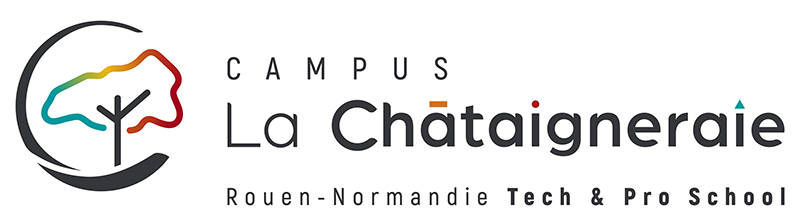 CAMPUS
La Châtaigneraie
Rouen-Normandie Tech & Pro School